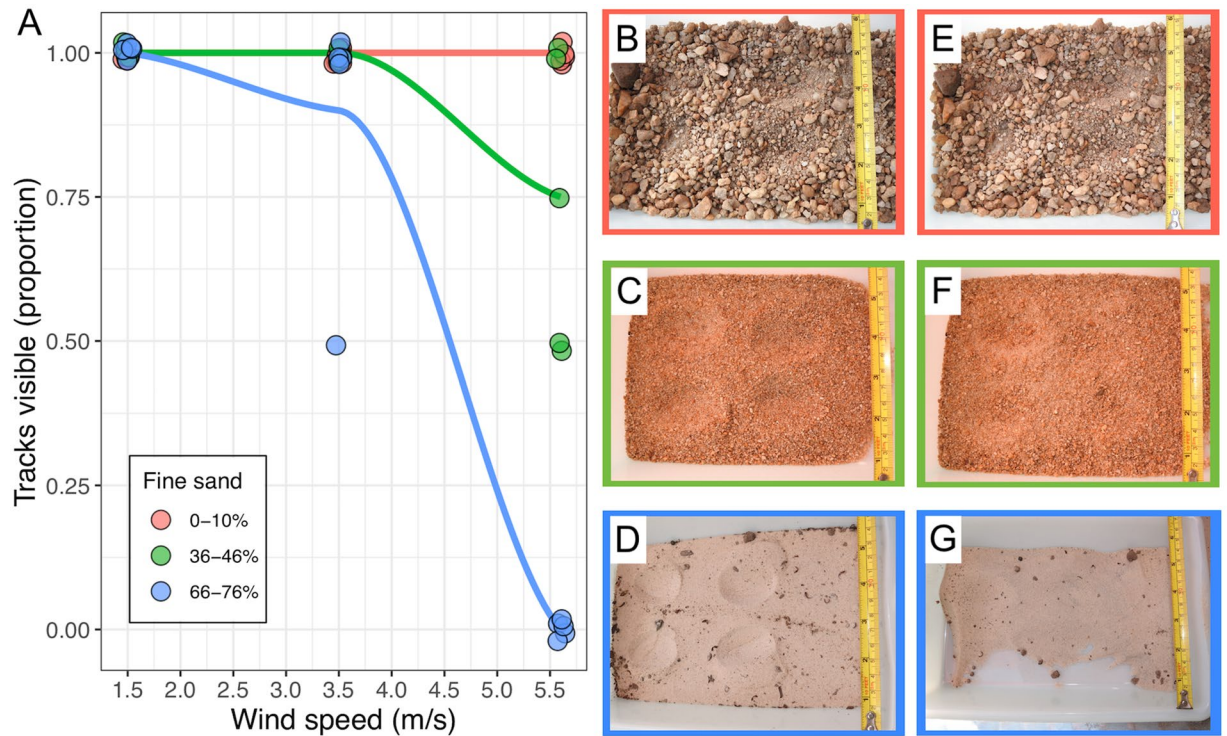 A
Tracks visible (proportion)
1.00
0.75
0.50
0.25
0.00
Fine sand
0–10%
36–46%
66–76%
1.5 2.0 2.5 3.0 3.5 4.0 4.5 5.0 5.5
Wind speed (m/s)
B
E
C
F
D
G